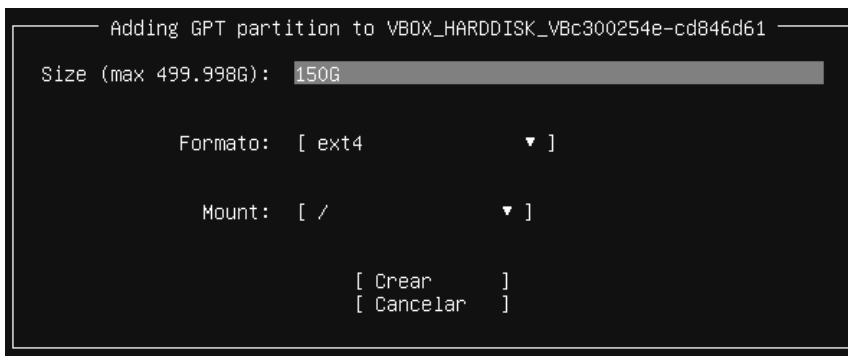 Adding GPT partition to VBOX_HARDDISK_VBc300254e-cd846d61
Size (max 499.998G): 150G
Formato: [ ext4 ▾ ]
Mount: [ / ▾ ]
[ Crear ]
[ Cancelar ]